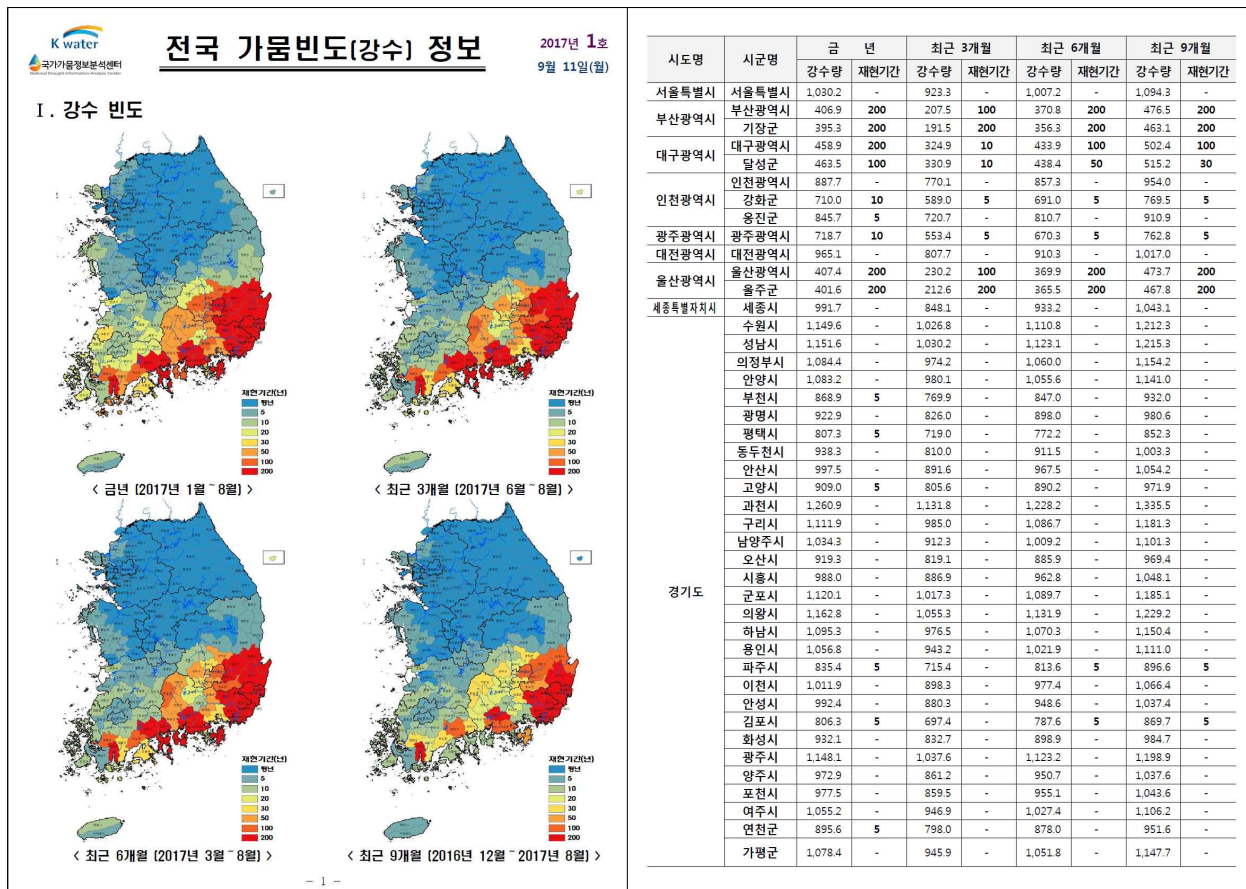 K water
국가가뭄정보분석센터
National Drought Information-Analysis Center
전국 가뭄빈도(강수) 정보
2017년 1호
9월 11일(월)
Ⅰ. 강수 빈도
재현기간(년)
평년
5
10
20
30
50
100
200
재현기간(년)
평년
5
10
20
30
50
100
200
< 금년 (2017년 1월~8월) >
< 최근 3개월 (2017년 6월~8월) >
재현기간(년)
평년
5
10
20
30
50
100
200
재현기간(년)
평년
5
10
20
30
50
100
200
< 최근 6개월 (2017년 3월~8월) >
< 최근 9개월 (2016년 12월~2017년 8월) >
- 1 -
시도명 시군명 금 년 최근 3개월 최근 6개월 최근 9개월
강수량 재현기간 강수량 재현기간 강수량 재현기간 강수량 재현기간
서울특별시 서울특별시 1,030.2 - 923.3 - 1,007.2 - 1,094.3 -
부산광역시 부산광역시 406.9 200 207.5 100 370.8 200 476.5 200
기장군 395.3 200 191.5 200 356.3 200 463.1 200
대구광역시 대구광역시 458.9 200 324.9 10 433.9 100 502.4 100
달성군 463.5 100 330.9 10 438.4 50 515.2 30
인천광역시 인천광역시 887.7 - 770.1 - 857.3 - 954.0 -
강화군 710.0 10 589.0 5 691.0 5 769.5 5
옹진군 845.7 5 720.7 - 810.7 - 910.9 -
광주광역시 광주광역시 718.7 10 553.4 5 670.3 5 762.8 5
대전광역시 대전광역시 965.1 - 807.7 - 910.3 - 1,017.0 -
울산광역시 울산광역시 407.4 200 230.2 100 369.9 200 473.7 200
울주군 401.6 200 212.6 200 365.5 200 467.8 200
세종특별자치시 세종시 991.7 - 848.1 - 933.2 - 1,043.1 -
경기도 수원시 1,149.6 - 1,026.8 - 1,110.8 - 1,212.3 -
성남시 1,151.6 - 1,030.2 - 1,123.1 - 1,215.3 -
의정부시 1,084.4 - 974.2 - 1,060.0 - 1,154.2 -
안양시 1,083.2 - 980.1 - 1,055.6 - 1,141.0 -
부천시 868.9 5 769.9 - 847.0 - 932.0 -
광명시 922.9 - 826.0 - 898.0 - 980.6 -
평택시 807.3 5 719.0 - 772.2 - 852.3 -
동두천시 938.3 - 810.0 - 911.5 - 1,003.3 -
안산시 997.5 - 891.6 - 967.5 - 1,054.2 -
고양시 909.0 5 805.6 - 890.2 - 971.9 -
과천시 1,260.9 - 1,131.8 - 1,228.2 - 1,335.5 -
구리시 1,111.9 - 985.0 - 1,086.7 - 1,181.3 -
남양주시 1,034.3 - 912.3 - 1,009.2 - 1,101.3 -
오산시 919.3 - 819.1 - 885.9 - 969.4 -
시흥시 988.0 - 886.9 - 962.8 - 1,048.1 -
군포시 1,120.1 - 1,017.3 - 1,089.7 - 1,185.1 -
의왕시 1,162.8 - 1,055.3 - 1,131.9 - 1,229.2 -
하남시 1,095.3 - 976.5 - 1,070.3 - 1,150.4 -
용인시 1,056.8 - 943.2 - 1,021.9 - 1,111.0 -
파주시 835.4 5 715.4 - 813.6 5 896.6 5
이천시 1,011.9 - 898.3 - 977.4 - 1,066.4 -
안성시 992.4 - 880.3 - 948.6 - 1,037.4 -
김포시 806.3 5 697.4 - 787.6 5 869.7 5
화성시 932.1 - 832.7 - 898.9 - 984.7 -
광주시 1,148.1 - 1,037.6 - 1,123.2 - 1,198.9 -
양주시 972.9 - 861.2 - 950.7 - 1,037.6 -
포천시 977.5 - 859.5 - 955.1 - 1,043.6 -
여주시 1,055.2 - 946.9 - 1,027.4 - 1,106.2 -
연천군 895.6 5 798.0 - 878.0 - 951.6 -
가평군 1,078.4 - 945.9 - 1,051.8 - 1,147.7 -